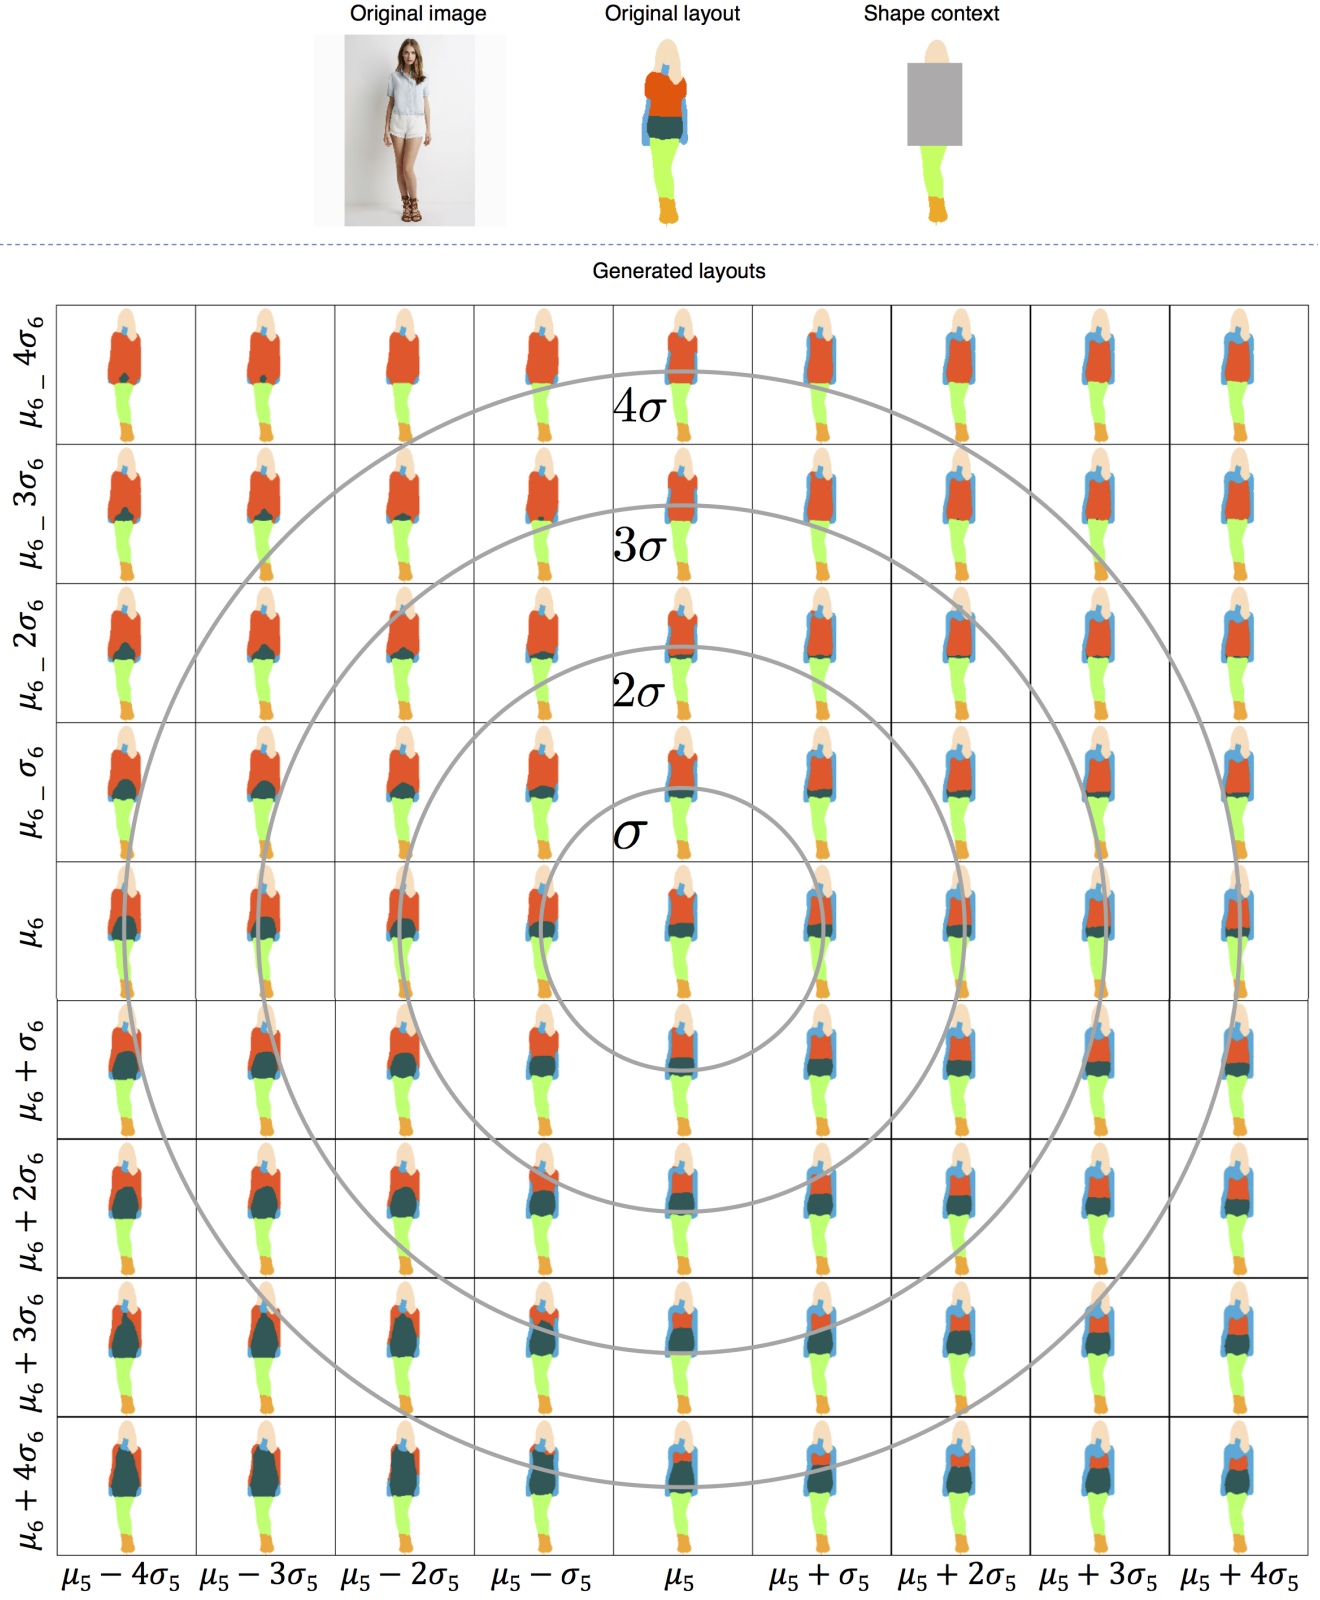 Original image Original layout Shape context
Generated layouts
μ₆ − 4σ₆
4σ
μ₆ − 3σ₆
3σ
μ₆ − 2σ₆
2σ
μ₆ − σ₆
σ
μ₆
μ₆ + σ₆
μ₆ + 2σ₆
μ₆ + 3σ₆
μ₆ + 4σ₆
μ₅ − 4σ₅ μ₅ − 3σ₅ μ₅ − 2σ₅ μ₅ − σ₅ μ₅ μ₅ + σ₅ μ₅ + 2σ₅ μ₅ + 3σ₅ μ₅ + 4σ₅